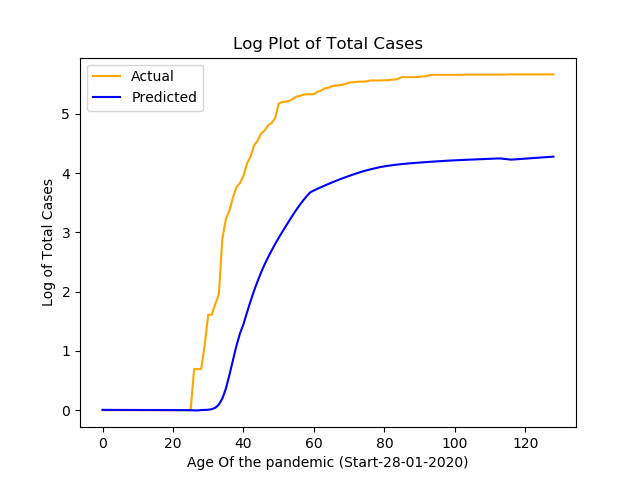 Log Plot of Total Cases
Actual
Predicted
Log of Total Cases
5
4
3
2
1
0
0 20 40 60 80 100 120
Age Of the pandemic (Start-28-01-2020)